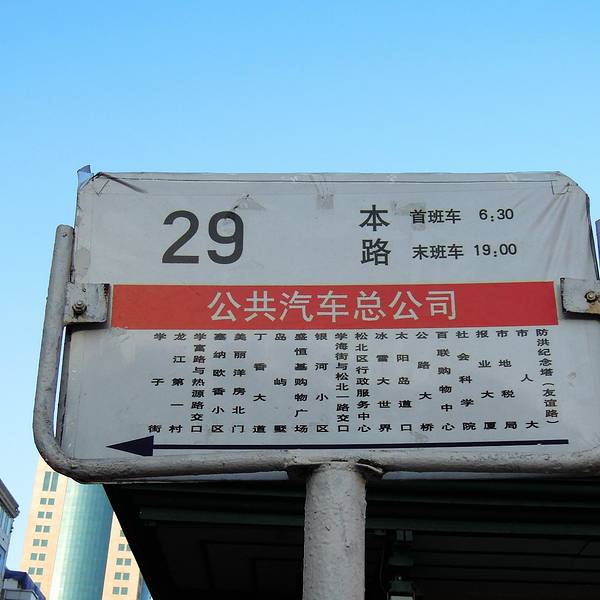 29
本路
首班车 6:30
末班车 19:00
公共汽车总公司
学子街
龙江第一村
学富路与热源路交口
塞纳欧香小区
美丽洋房北门
丁香大道
岛屿墅
盛恒基购物广场
银河小区
学海街与松北一路交口
松北区行政服务中心
冰雪大世界
太阳岛道口
公路大桥
百联购物中心
社会科学院
报业大厦
市地税局
市人大
防洪纪念塔(友谊路)